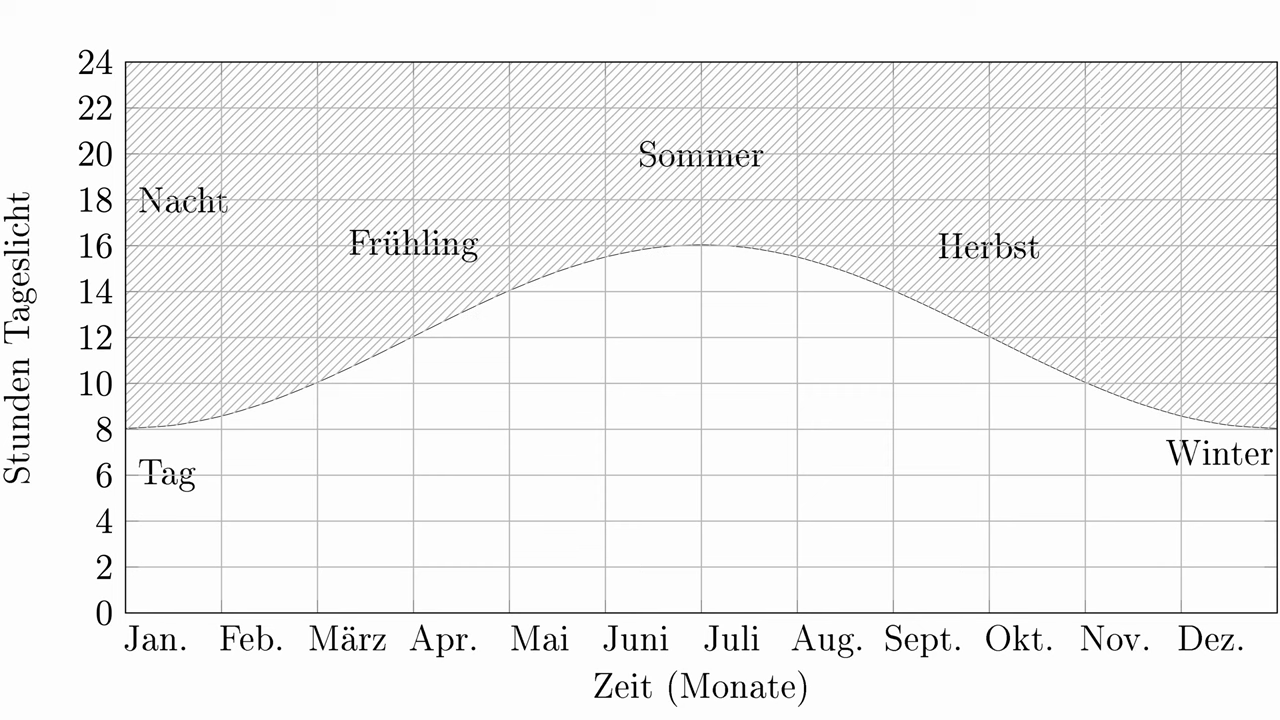 24
22
20
18
16
14
12
10
8
6
4
2
0
Stunden Tageslicht
Sommer
Nacht
Frühling
Herbst
Winter
Tag
Jan. Feb. März Apr. Mai Juni Juli Aug. Sept. Okt. Nov. Dez.
Zeit (Monate)